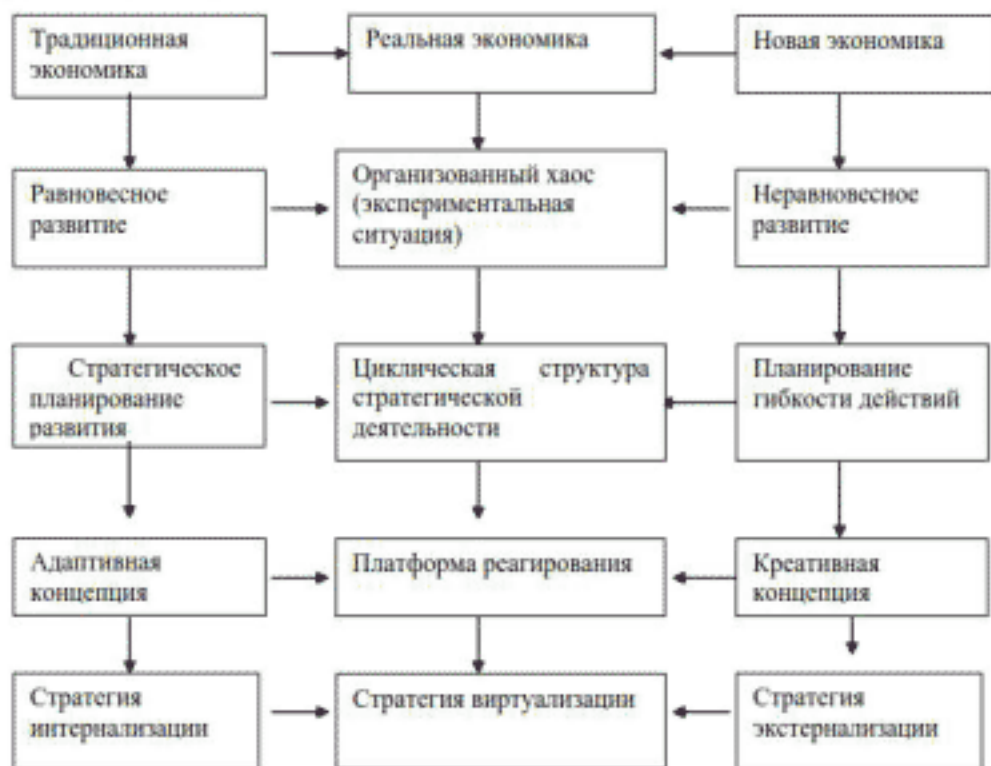 Традиционная
экономика
Реальная экономика
Новая экономика
Равновесное
развитие
Организованный хаос
(экспериментальная
ситуация)
Неравновесное
развитие
Стратегическое
планирование
развития
Циклическая структура
стратегической
деятельности
Планирование
гибкости действий
Адаптивная
концепция
Платформа реагирования
Креативная
концепция
Стратегия
интернализации
Стратегия виртуализации
Стратегия
экстернализации